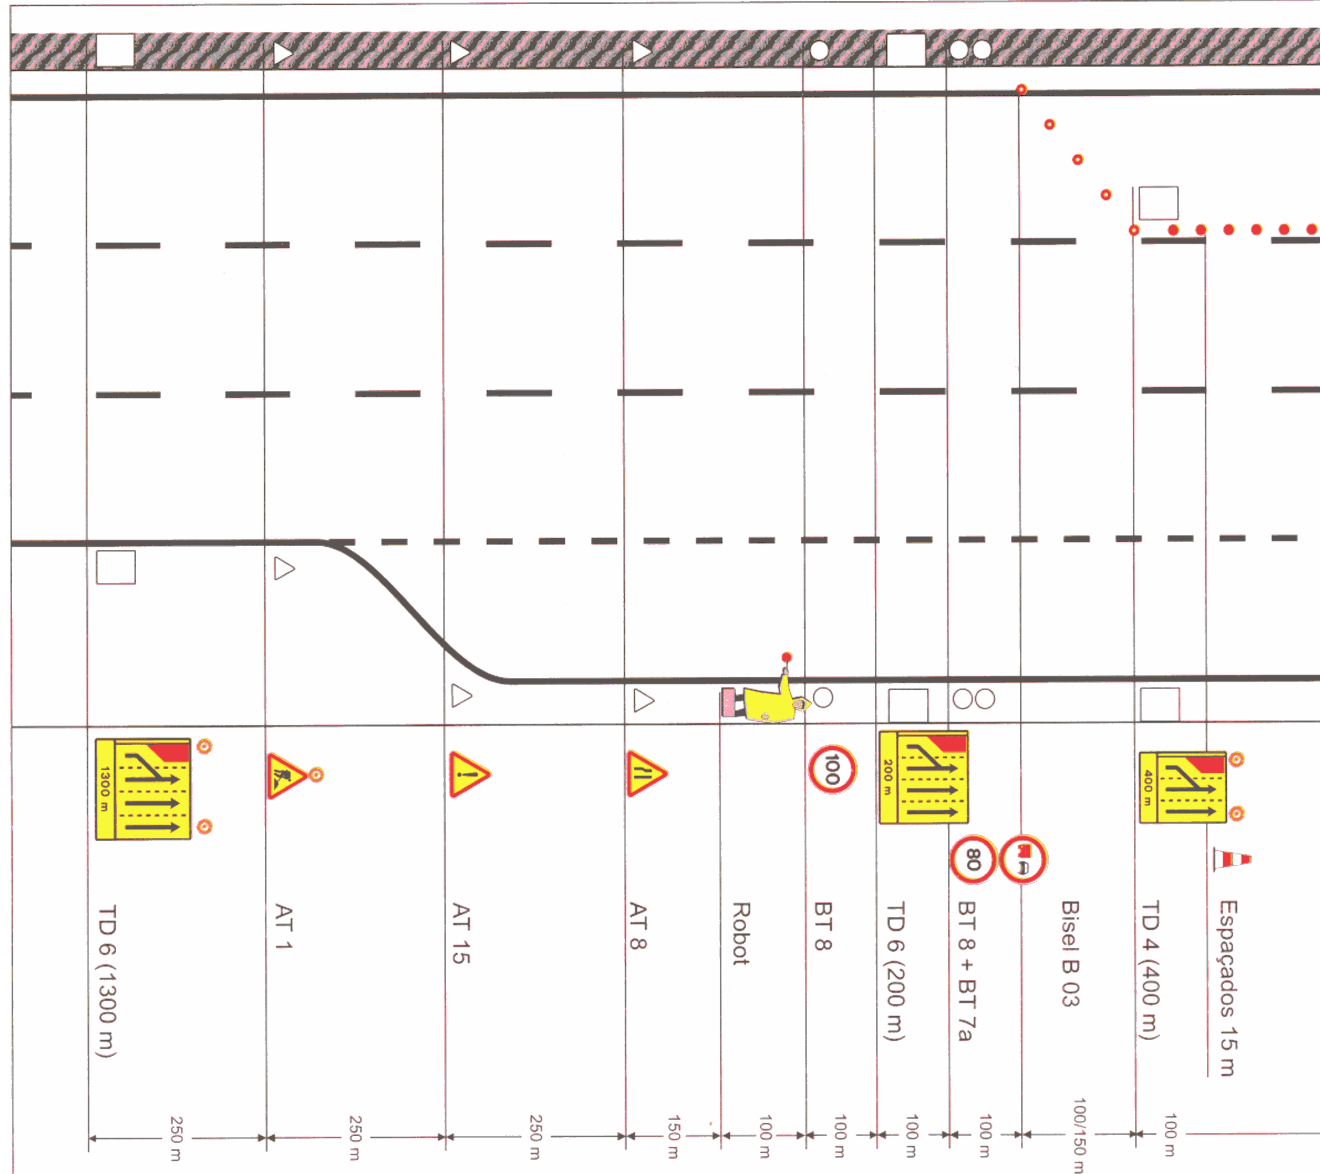 1300 m
100
200 m
80
400 m
TD 6 (1300 m)
AT 1
AT 15
AT 8
Robot
BT 8
TD 6 (200 m)
BT 8 + BT 7a
Bisel B 03
TD 4 (400 m)
Espaçados 15 m
250 m
250 m
250 m
150 m
100 m
100 m
100 m
100 m
100/150 m
100 m